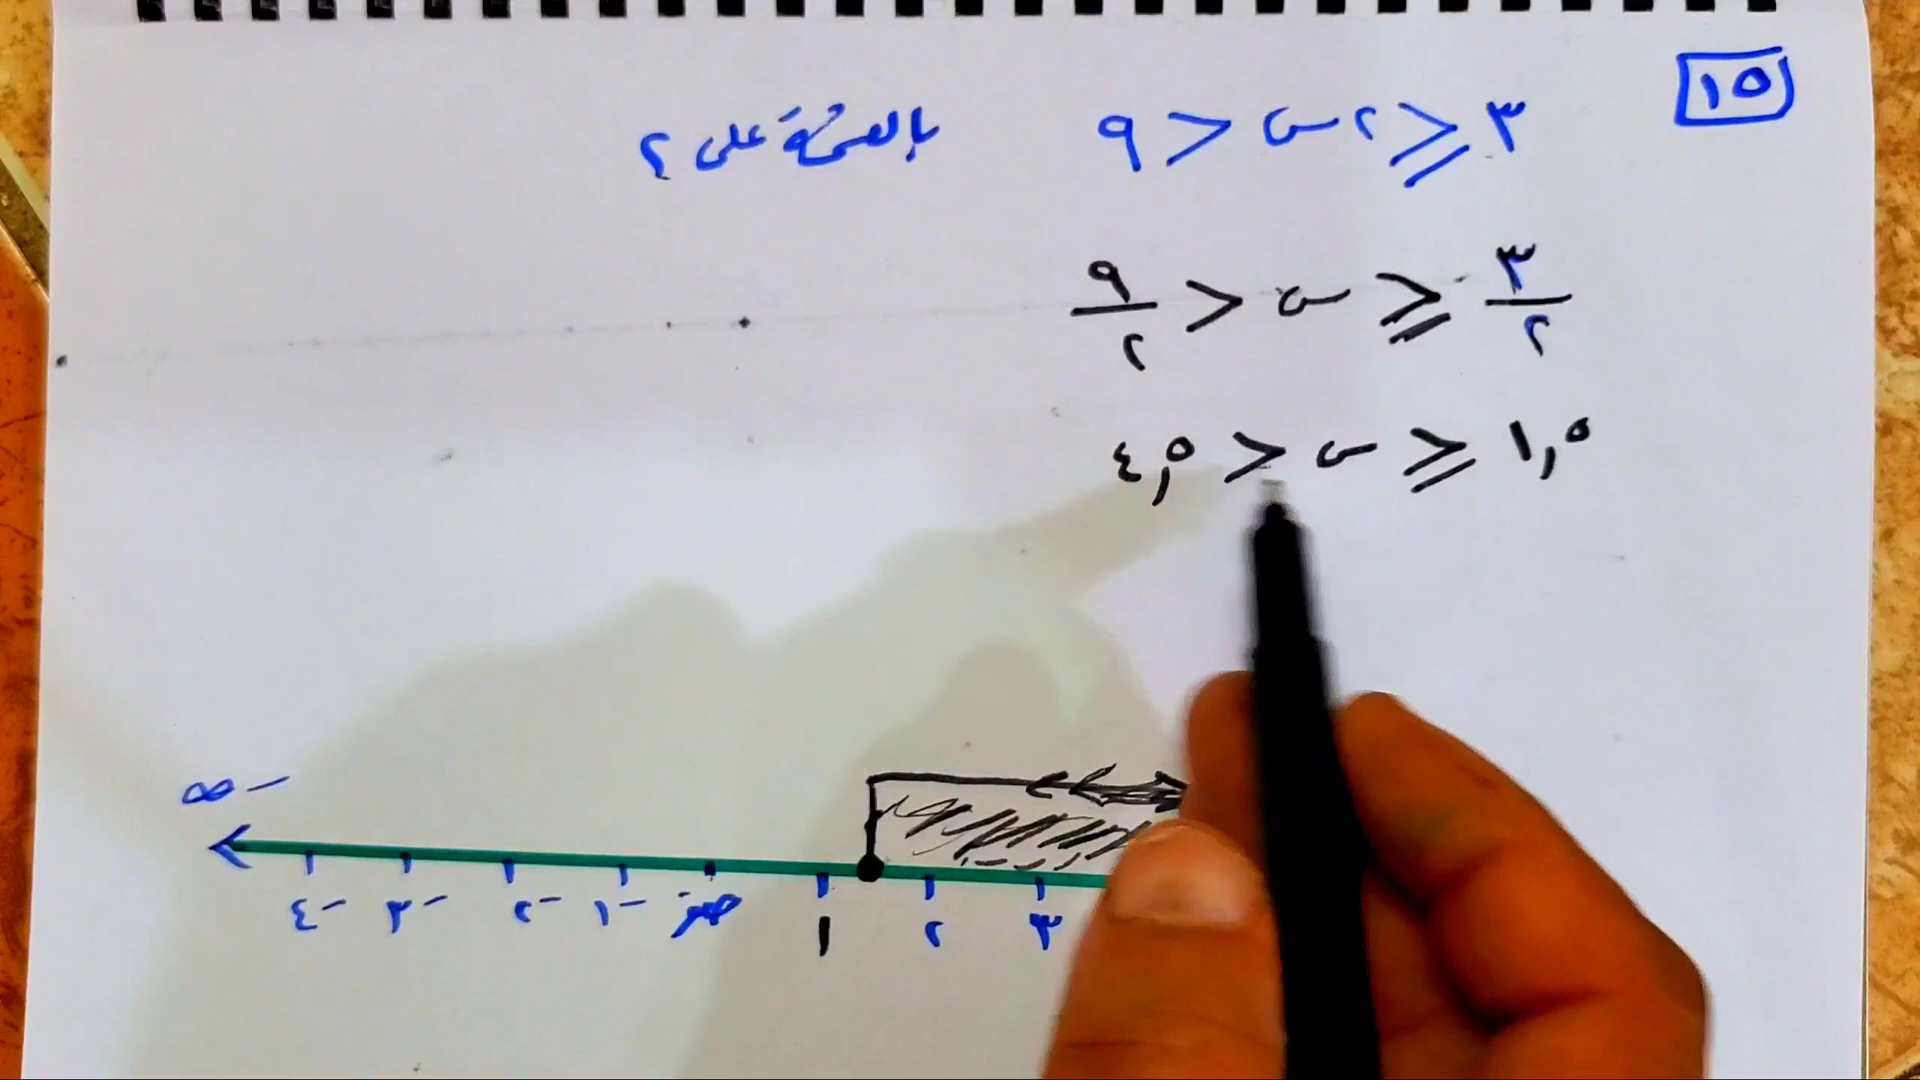 ١٥
٣ ≤ ٢س < ٩ بالقسمة على ٢
٣/٢ ≤ س < ٩/٢
١,٥ ≤ س < ٤,٥
-∞
٣ ٢ ١ صفر -١ -٢ -٣ -٤